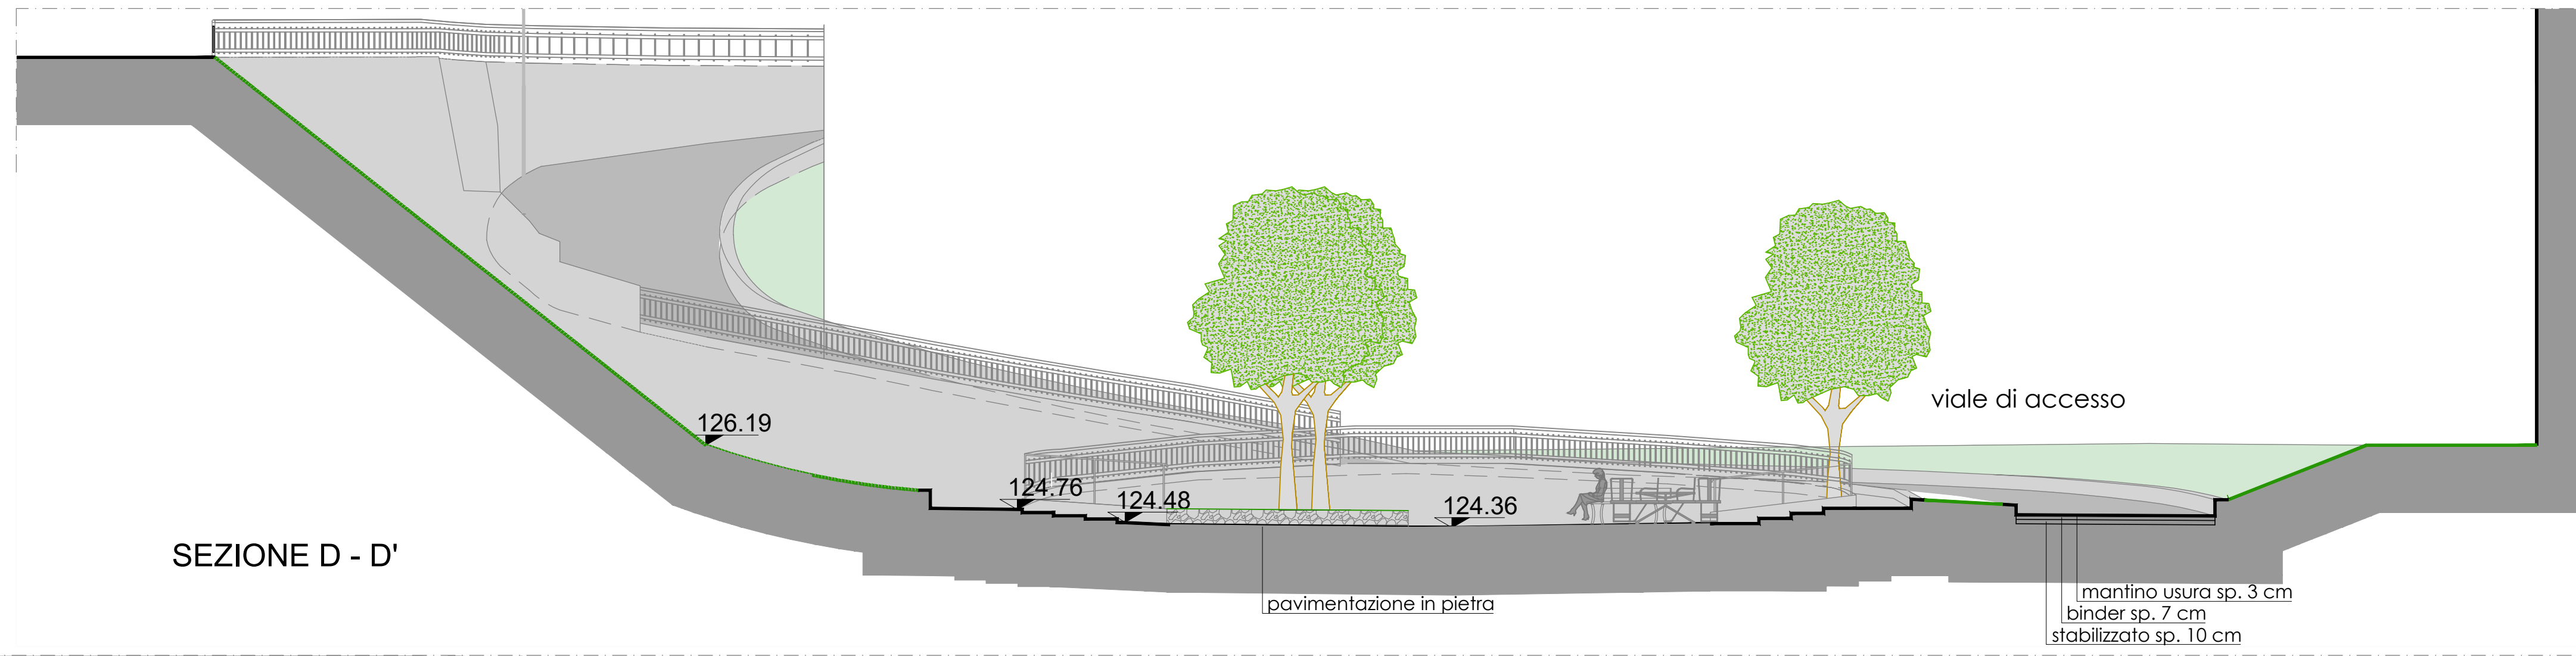 viale di accesso
126.19
124.76
124.48
124.36
SEZIONE D - D'
pavimentazione in pietra
mantino usura sp. 3 cm
binder sp. 7 cm
stabilizzato sp. 10 cm